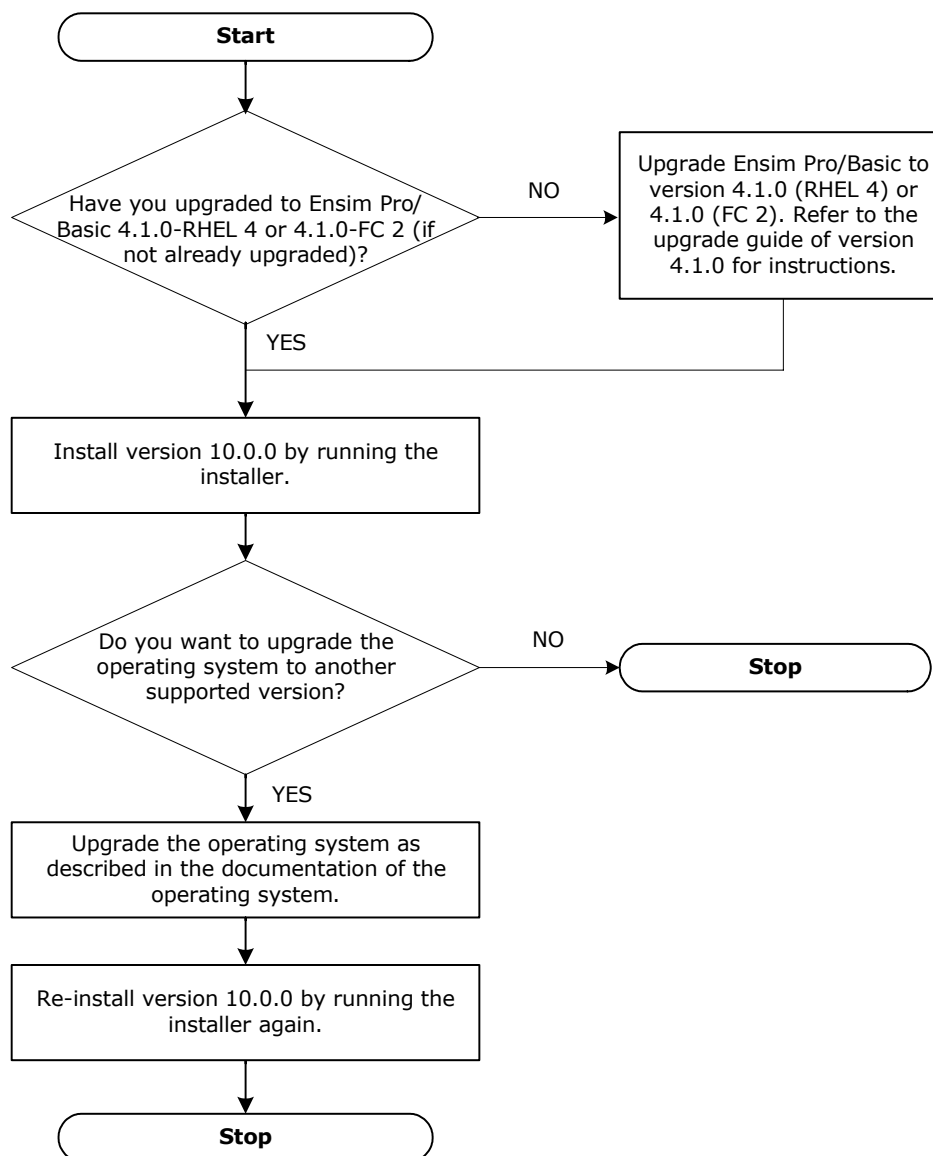 Start
Have you upgraded to Ensim Pro/
Basic 4.1.0-RHEL 4 or 4.1.0-FC 2 (if
not already upgraded)?
NO
Upgrade Ensim Pro/Basic to
version 4.1.0 (RHEL 4) or
4.1.0 (FC 2). Refer to the
upgrade guide of version
4.1.0 for instructions.
YES
Install version 10.0.0 by running the
installer.
Do you want to upgrade the
operating system to another
supported version?
NO
Stop
YES
Upgrade the operating system as
described in the documentation of the
operating system.
Re-install version 10.0.0 by running the
installer again.
Stop